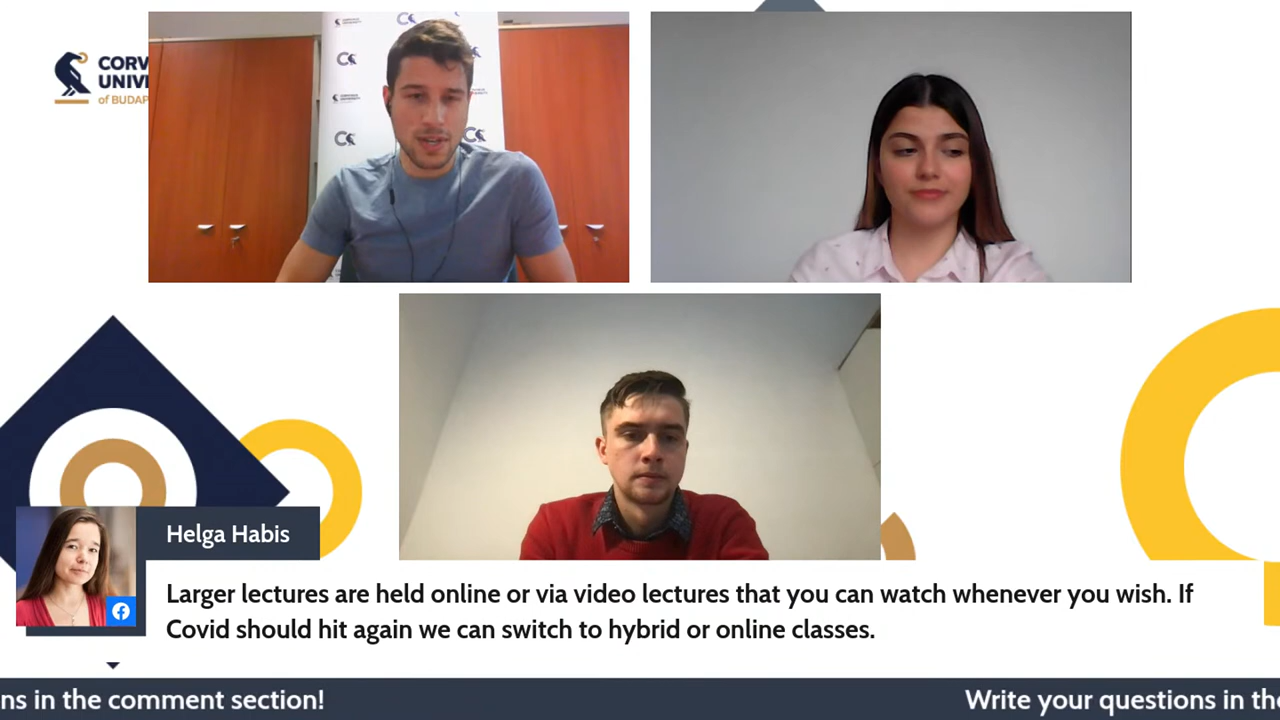 CORV
UNIV
of BUDAP
Helga Habis
Larger lectures are held online or via video lectures that you can watch whenever you wish. If
Covid should hit again we can switch to hybrid or online classes.
ns in the comment section!
Write your questions in the